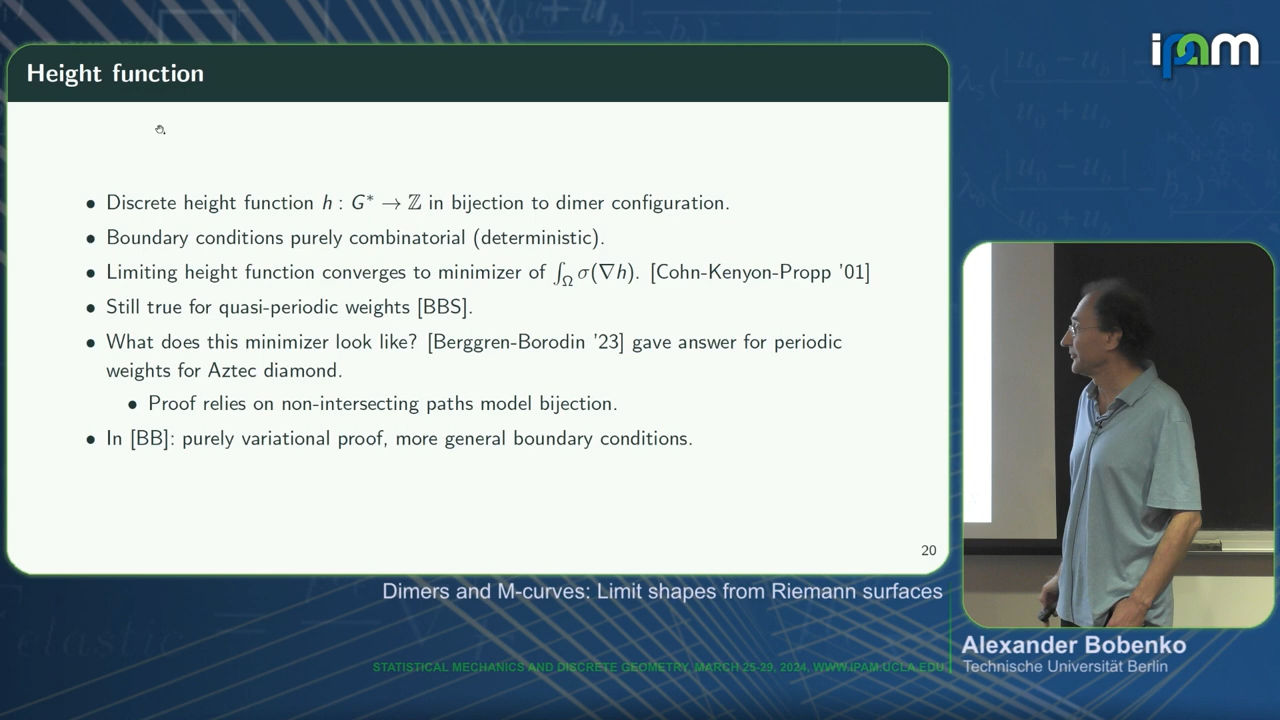 ipam
Height function
• Discrete height function h : G* → ℤ in bijection to dimer configuration.
• Boundary conditions purely combinatorial (deterministic).
• Limiting height function converges to minimizer of ∫_Ω σ(∇h). [Cohn-Kenyon-Propp '01]
• Still true for quasi-periodic weights [BBS].
• What does this minimizer look like? [Berggren-Borodin '23] gave answer for periodic
weights for Aztec diamond.
• Proof relies on non-intersecting paths model bijection.
• In [BB]: purely variational proof, more general boundary conditions.
20
Dimers and M-curves: Limit shapes from Riemann surfaces
Alexander Bobenko
Technische Universität Berlin
STATISTICAL MECHANICS AND DISCRETE GEOMETRY, MARCH 25-29, 2024, WWW.IPAM.UCLA.EDU